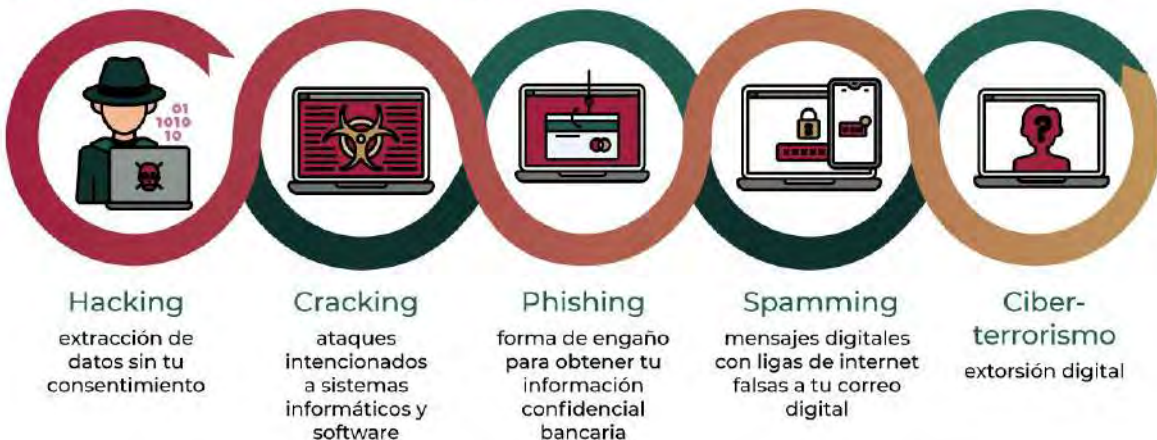 01
1010
10
Hacking
extracción de
datos sin tu
consentimiento
Cracking
ataques
intencionados
a sistemas
informáticos y
software
Phishing
forma de engaño
para obtener tu
información
confidencial
bancaria
Spamming
mensajes digitales
con ligas de internet
falsas a tu correo
digital
Ciber-
terrorismo
extorsión digital